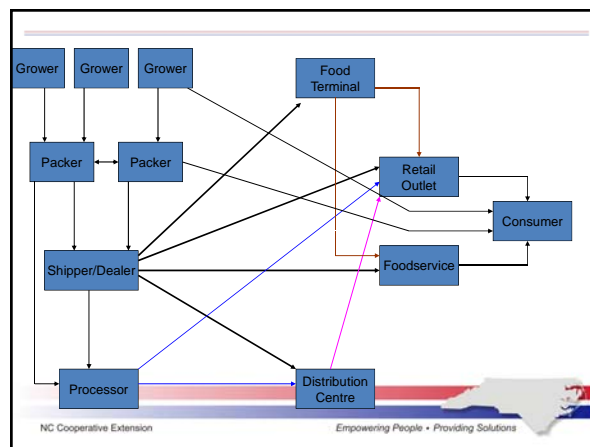 Grower Grower Grower
Food
Terminal
Packer Packer
Retail
Outlet
Consumer
Shipper/Dealer
Foodservice
Processor
Distribution
Centre
NC Cooperative Extension
Empowering People • Providing Solutions